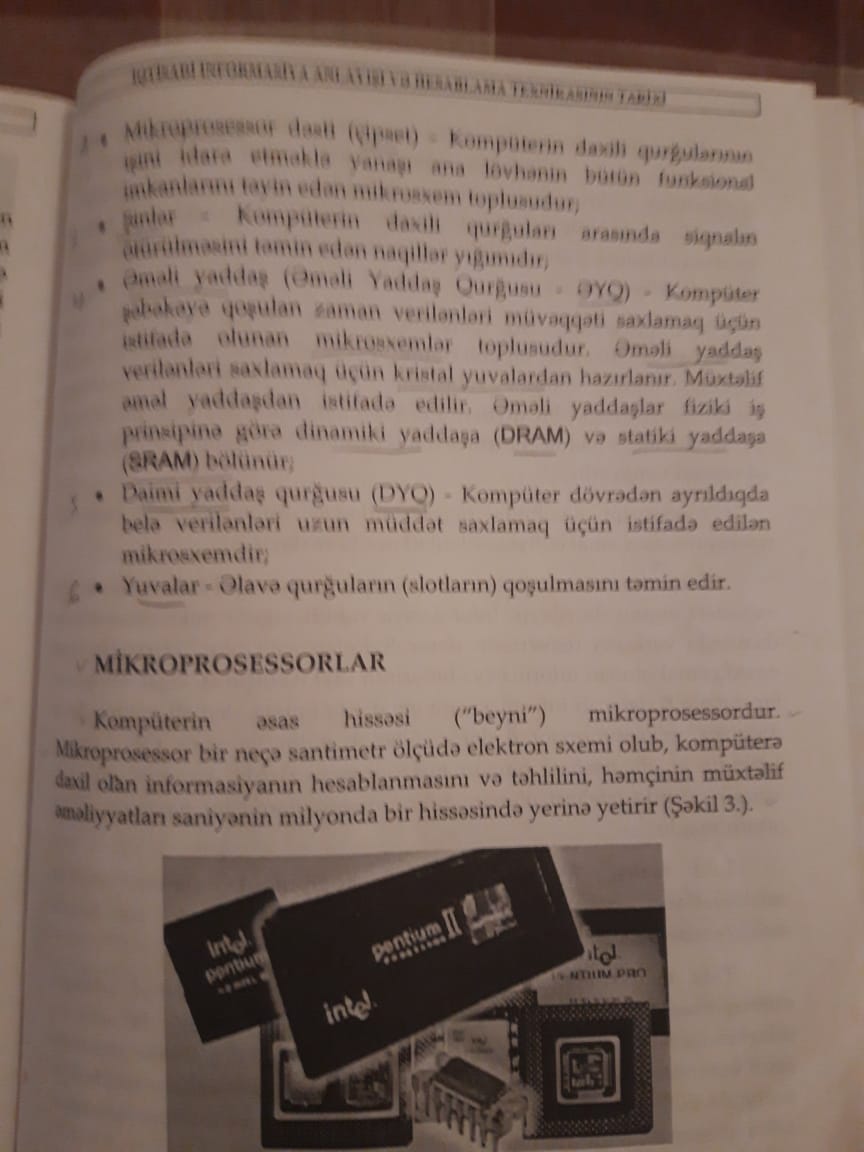 İQTİSADİ İNFORMASİYA ANLAYIŞI VƏ HESABLAMA TEXNİKASININ TARİXİ
• Mikroprosessor dəsti (çipset) - Kompüterin daxili qurğularının
işini idarə etməklə yanaşı ana lövhənin bütün funksional
imkanlarını təyin edən mikrosxem toplusudur;
• Şinlər - Kompüterin daxili qurğuları arasında siqnalın
ötürülməsini təmin edən naqillər yığımıdır;
• Əməli yaddaş (Əməli Yaddaş Qurğusu - ƏYQ) - Kompüter
şəbəkəyə qoşulan zaman verilənləri müvəqqəti saxlamaq üçün
istifadə olunan mikrosxemlər toplusudur. Əməli yaddaş
verilənləri saxlamaq üçün kristal yuvalardan hazırlanır. Müxtəlif
əməl yaddaşdan istifadə edilir. Əməli yaddaşlar fiziki iş
prinsipinə görə dinamiki yaddaşa (DRAM) və statiki yaddaşa
(SRAM) bölünür;
5 • Daimi yaddaş qurğusu (DYQ) - Kompüter dövrədən ayrıldıqda
belə verilənləri uzun müddət saxlamaq üçün istifadə edilən
mikrosxemdir;
6 • Yuvalar - Əlavə qurğuların (slotların) qoşulmasını təmin edir.
MİKROPROSESSORLAR
Kompüterin əsas hissəsi ("beyni") mikroprosessordur.
Mikroprosessor bir neçə santimetr ölçüdə elektron sxemi olub, kompüterə
daxil olan informasiyanın hesablanmasını və təhlilini, həmçinin müxtəlif
əməliyyatları saniyənin milyonda bir hissəsində yerinə yetirir (Şəkil 3.).
intel
pentium
pentium II
intel
intel
PENTIUM PRO